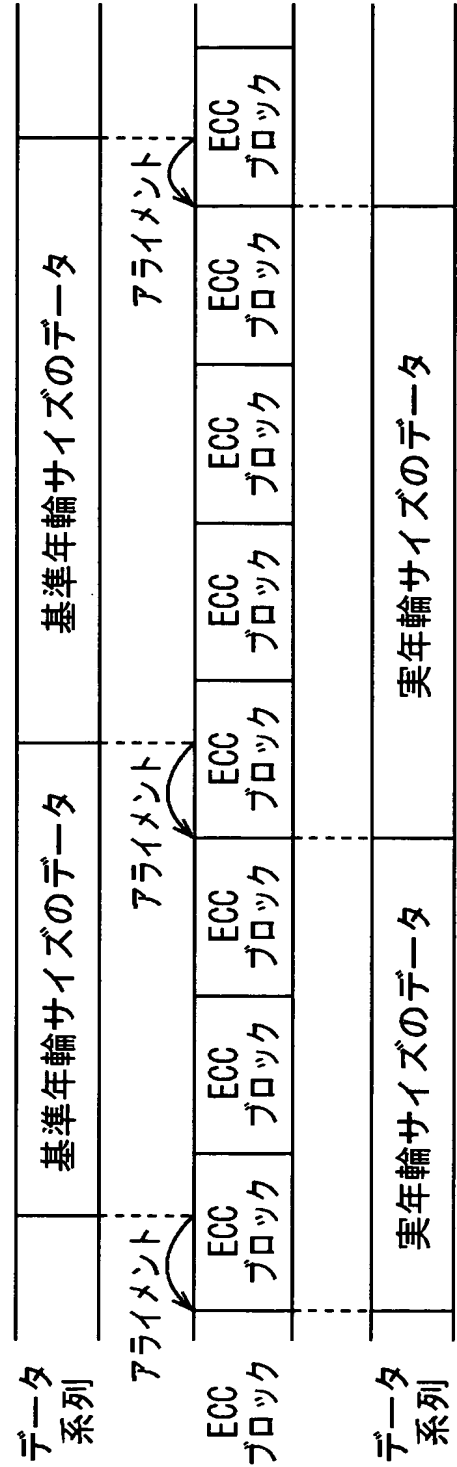 データ
系列
基準年輪サイズのデータ
基準年輪サイズのデータ
アライメント
アライメント
アライメント
ECC
ブロック
ECC
ブロック
ECC
ブロック
ECC
ブロック
ECC
ブロック
ECC
ブロック
ECC
ブロック
ECC
ブロック
ECC
ブロック
データ
系列
実年輪サイズのデータ
実年輪サイズのデータ